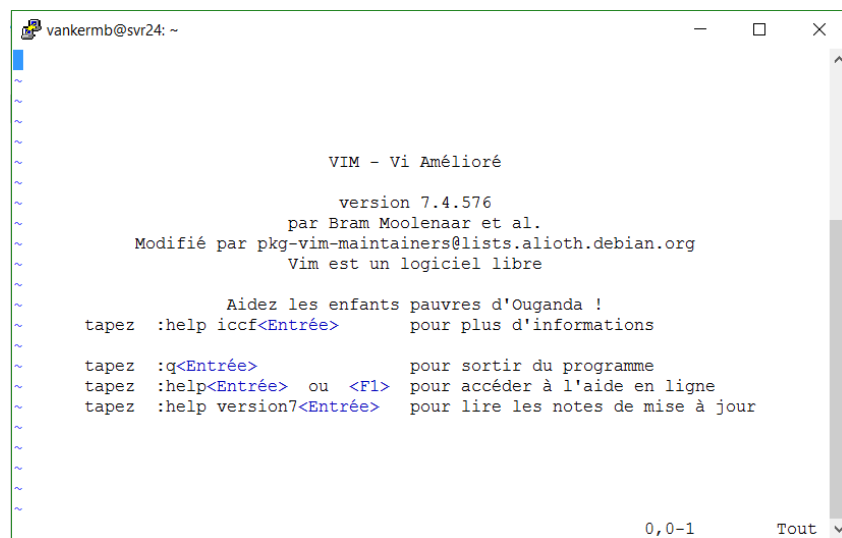 vankermb@svr24: ~
~
~
~
~
~ VIM - Vi Amélioré
~
~ version 7.4.576
~ par Bram Moolenaar et al.
~ Modifié par pkg-vim-maintainers@lists.alioth.debian.org
~ Vim est un logiciel libre
~
~ Aidez les enfants pauvres d'Ouganda !
~ tapez :help iccf<Entrée> pour plus d'informations
~
~ tapez :q<Entrée> pour sortir du programme
~ tapez :help<Entrée> ou <F1> pour accéder à l'aide en ligne
~ tapez :help version7<Entrée> pour lire les notes de mise à jour
~
~
~
~
~
0,0-1 Tout